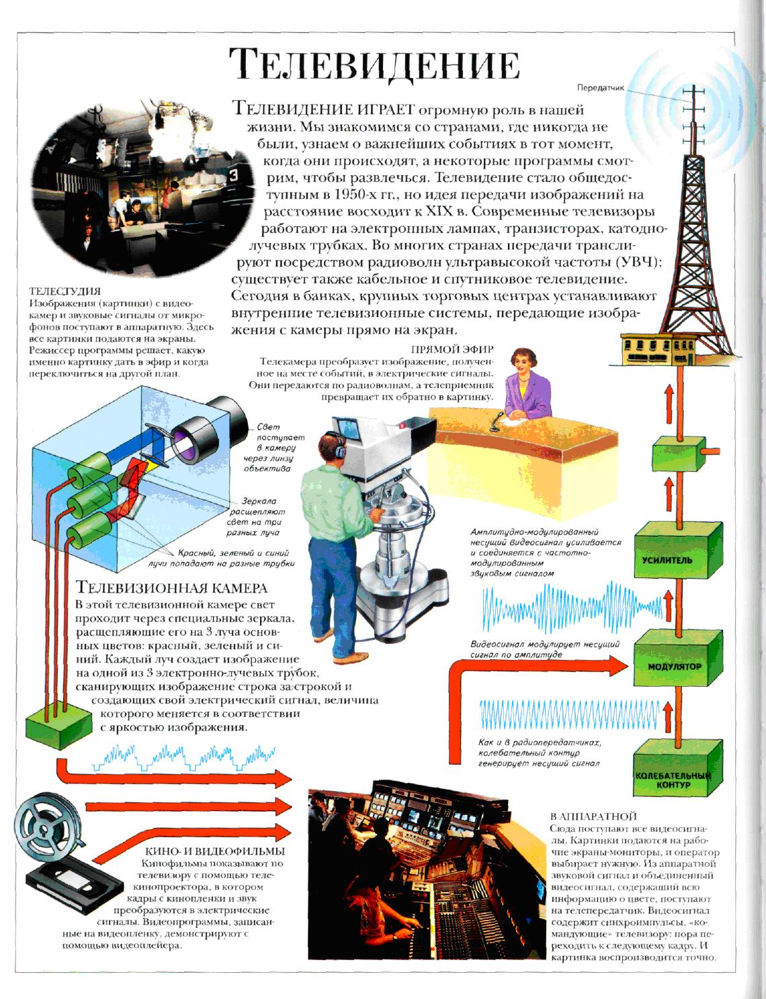 ТЕЛЕВИДЕНИЕ
Передатчик
ТЕЛЕВИДЕНИЕ ИГРАЕТ огромную роль в нашей
жизни. Мы знакомимся со странами, где никогда не
были, узнаем о важнейших событиях в тот момент,
когда они происходят, а некоторые программы смот-
рим, чтобы развлечься. Телевидение стало общедос-
тупным в 1950-х гг., но идея передачи изображений на
расстояние восходит к XIX в. Современные телевизоры
работают на электронных лампах, транзисторах, катодно-
лучевых трубках. Во многих странах передачи трансли-
руют посредством радиоволн ультравысокой частоты (УВЧ);
существует также кабельное и спутниковое телевидение.
Сегодня в банках, крупных торговых центрах устанавливают
внутренние телевизионные системы, передающие изобра-
жения с камеры прямо на экран.
3
ТЕЛЕСТУДИЯ
Изображения (картинки) с видео-
камер и звуковые сигналы от микро-
фонов поступают в аппаратную. Здесь
все картинки подаются на экраны.
Режиссер программы решает, какую
именно картинку дать в эфир и когда
переключиться на другой план.
ПРЯМОЙ ЭФИР
Телекамера преобразует изображение, получен-
ное на месте событий, в электрические сигналы.
Они передаются по радиоволнам, а телеприемник
превращает их обратно в картинку.
Свет
поступает
в камеру
через линзу
объектива
Зеркала
расщепляют
свет на три
разных луча
Красный, зеленый и синий
лучи попадают на разные трубки
ТЕЛЕВИЗИОННАЯ КАМЕРА
В этой телевизионной камере свет
проходит через специальные зеркала,
расщепляющие его на 3 луча основ-
ных цветов: красный, зеленый и си-
ний. Каждый луч создает изображение
на одной из 3 электронно-лучевых трубок,
сканирующих изображение строка за строкой и
создающих свой электрический сигнал, величина
которого меняется в соответствии
с яркостью изображения.
Амплитудно-модулированный
несущий видеосигнал усиливается
и соединяется с частотно-
модулированным
звуковым сигналом
УСИЛИТЕЛЬ
Видеосигнал модулирует несущий
сигнал по амплитуде
МОДУЛЯТОР
Как и в радиопередатчиках,
колебательный контур
генерирует несущий сигнал
КОЛЕБАТЕЛЬНЫЙ
КОНТУР
КИНО- И ВИДЕОФИЛЬМЫ
Кинофильмы показывают по
телевизору с помощью теле-
кинопроектора, в котором
кадры с кинопленки и звук
преобразуются в электрические
сигналы. Видеопрограммы, записан-
ные на видеопленку, демонстрируют с
помощью видеоплейера.
В АППАРАТНОЙ
Сюда поступают все видеосигна-
лы. Картинки подаются на рабо-
чие экраны-мониторы, и оператор
выбирает нужную. Из аппаратной
звуковой сигнал и объединенный
видеосигнал, содержащий всю
информацию о цвете, поступают
на телепередатчик. Видеосигнал
содержит синхроимпульсы, «ко-
мандующие» телевизору: пора пе-
реходить к следующему кадру. И
картинка воспроизводится точно.